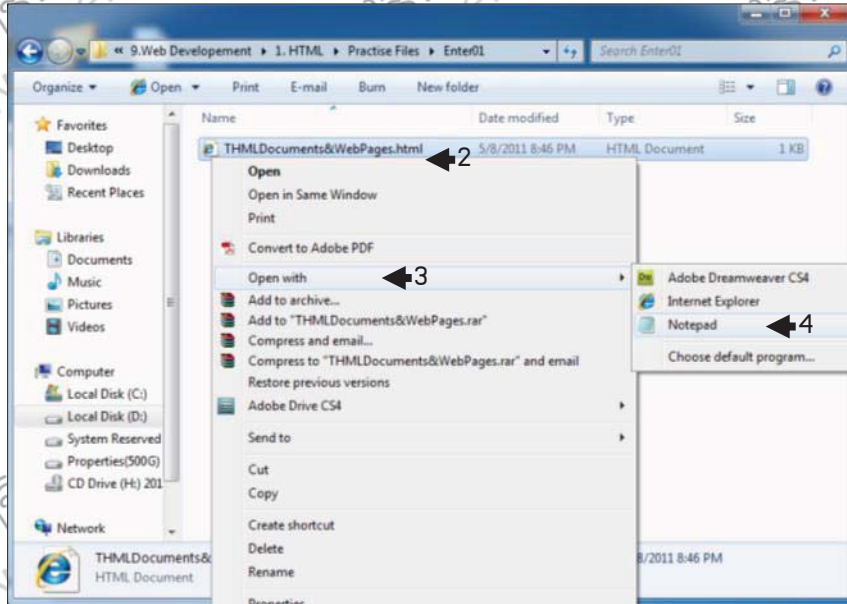 « 9.Web Developement ▸ 1. HTML ▸ Practise Files ▸ Enter01
Search Enter01
Organize Open Print E-mail Burn New folder
Name Date modified Type Size
Favorites
Desktop
Downloads
Recent Places
Libraries
Documents
Music
Pictures
Videos
Computer
Local Disk (C:)
Local Disk (D:)
System Reserved
Properties(500G)
CD Drive (H:) 201
Network
THMLDocuments&WebPages.html 5/8/2011 8:46 PM HTML Document 1 KB
2
Open
Open in Same Window
Print
Convert to Adobe PDF
Open with
3
Add to archive...
Add to "THMLDocuments&WebPages.rar"
Compress and email...
Compress to "THMLDocuments&WebPages.rar" and email
Restore previous versions
Adobe Drive CS4
Send to
Cut
Copy
Create shortcut
Delete
Rename
Properties
Dw Adobe Dreamweaver CS4
Internet Explorer
Notepad
4
Choose default program...
THMLDocuments& 8/2011 8:46 PM
HTML Document